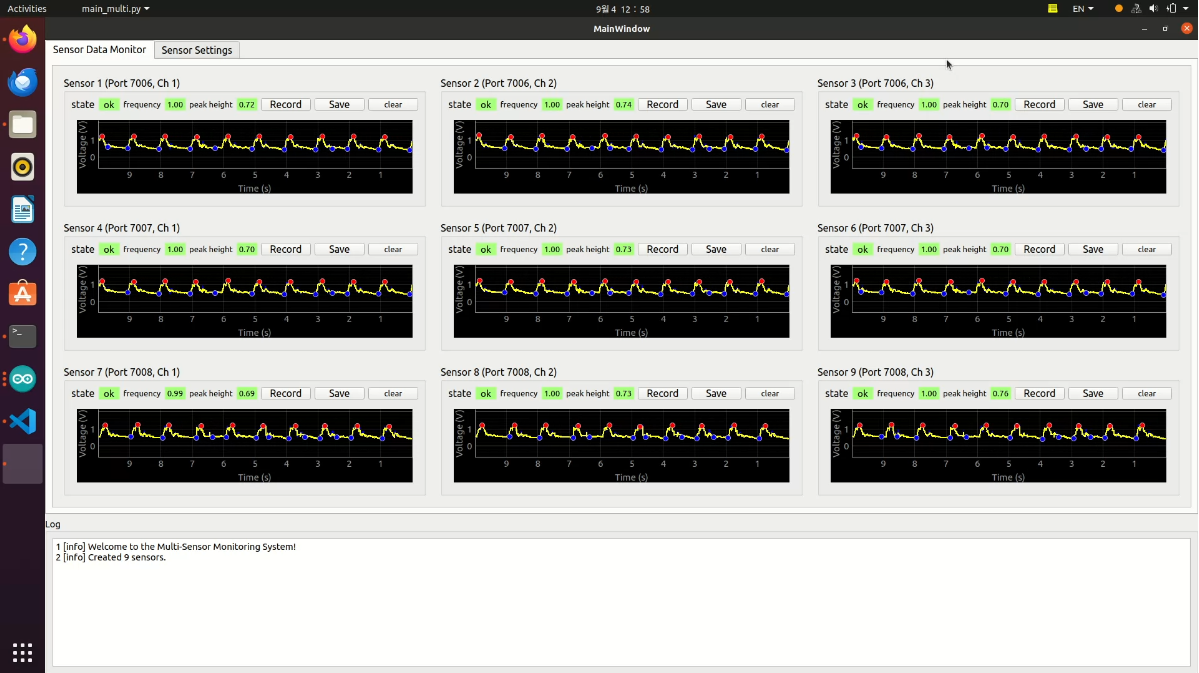 Activities main_multi.py 9월 4 12 : 58 EN
MainWindow
Sensor Data Monitor Sensor Settings
Sensor 1 (Port 7006, Ch 1) Sensor 2 (Port 7006, Ch 2) Sensor 3 (Port 7006, Ch 3)
state ok frequency 1.00 peak height 0.72 Record Save clear state ok frequency 1.00 peak height 0.74 Record Save clear state ok frequency 1.00 peak height 0.70 Record Save clear
Voltage (V) 1 0 Voltage (V) 1 0 Voltage (V) 1 0
9 8 7 6 5 4 3 2 1 9 8 7 6 5 4 3 2 1 9 8 7 6 5 4 3 2 1
Time (s) Time (s) Time (s)
Sensor 4 (Port 7007, Ch 1) Sensor 5 (Port 7007, Ch 2) Sensor 6 (Port 7007, Ch 3)
state ok frequency 1.00 peak height 0.70 Record Save clear state ok frequency 1.00 peak height 0.73 Record Save clear state ok frequency 1.00 peak height 0.70 Record Save clear
Voltage (V) 1 0 Voltage (V) 1 0 Voltage (V) 1 0
9 8 7 6 5 4 3 2 1 9 8 7 6 5 4 3 2 1 9 8 7 6 5 4 3 2 1
Time (s) Time (s) Time (s)
Sensor 7 (Port 7008, Ch 1) Sensor 8 (Port 7008, Ch 2) Sensor 9 (Port 7008, Ch 3)
state ok frequency 0.99 peak height 0.69 Record Save clear state ok frequency 1.00 peak height 0.73 Record Save clear state ok frequency 1.00 peak height 0.76 Record Save clear
Voltage (V) 1 0 Voltage (V) 1 0 Voltage (V) 1 0
9 8 7 6 5 4 3 2 1 9 8 7 6 5 4 3 2 1 9 8 7 6 5 4 3 2 1
Time (s) Time (s) Time (s)
Log
1 [info] Welcome to the Multi-Sensor Monitoring System!
2 [info] Created 9 sensors.